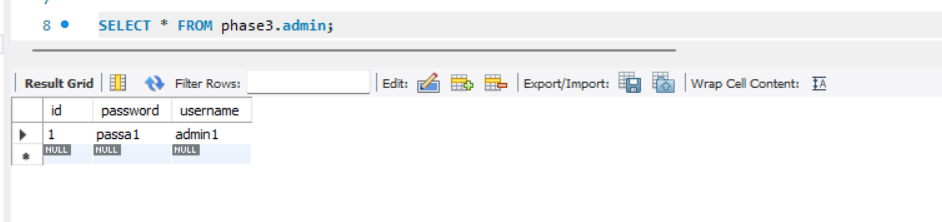 8 SELECT * FROM phase3.admin;
Result Grid Filter Rows: Edit: Export/Import: Wrap Cell Content: IA
id password username
1 passa1 admin1
NULL NULL NULL